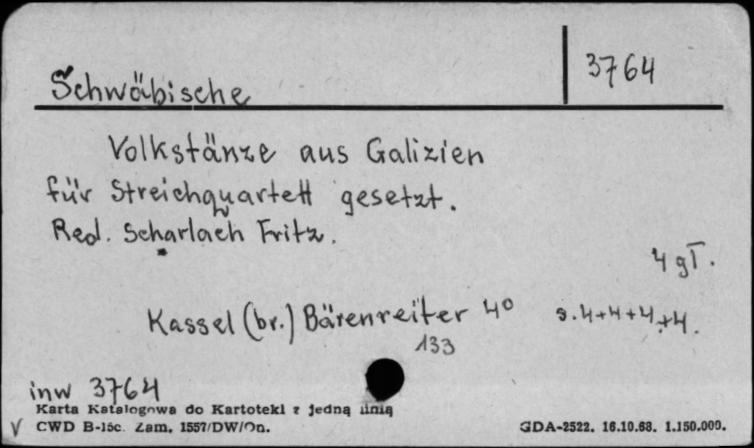 Schwäbische 3764
Volkstänze aus Galizien
für Streichquartett gesetzt.
Red. Scharlach Fritz.
4 gł.
Kassel (br.) Bärenreiter 4° s. 4+4+4+4.
133
inw 3764
Karta Katalogowa do Kartoteki z jedną linią
V CWD B-15c. Zam. 1557/DW/On. GDA-2522. 16.10.68. 1.150.000.